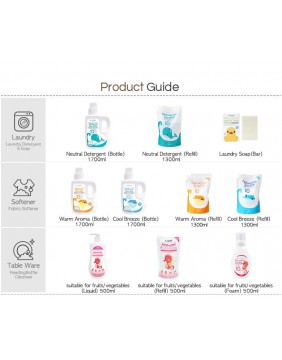 Product Guide
Laundry
Laundry Detergent
& Soap
Neutral Detergent (Bottle)
1700ml
Neutral Detergent (Refill)
1300ml
Laundry Soap(Bar)
Softener
Fabric Softener
Warm Aroma (Bottle)
1700ml
Cool Breeze (Bottle)
1700ml
Warm Aroma (Refill)
1300ml
Cool Breeze (Refill)
1300ml
Table Ware
Feeding Bottle
Cleanser
suitable for fruits/vegetables
(Liquid) 500ml
suitable for fruits/vegetables
(Refill) 500ml
suitable for fruits/vegetables
(Foam) 500ml